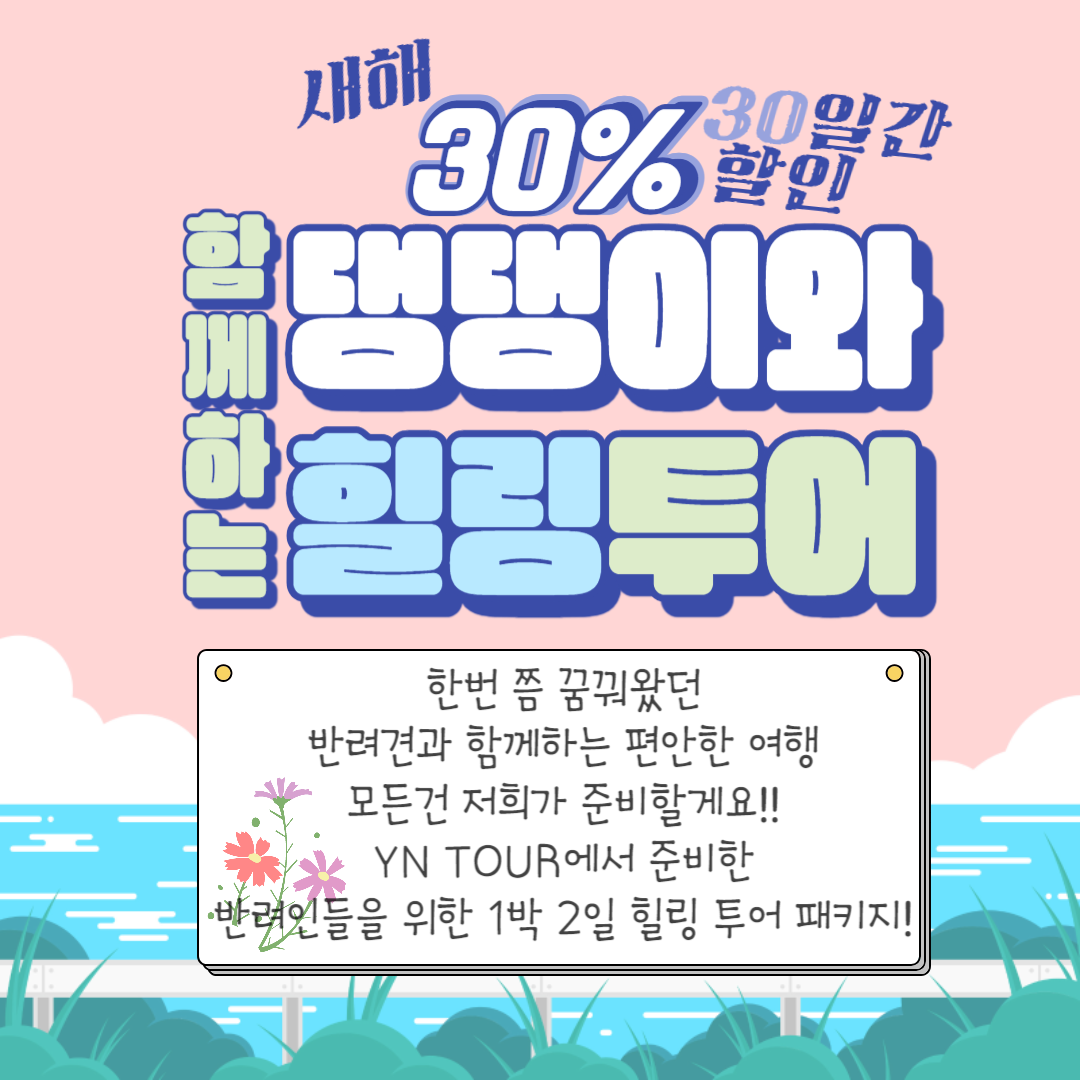 새해
30% 30일간
할인
함께하는
댕댕이와
힐링투어
한번 쯤 꿈꿔왔던
반려견과 함께하는 편안한 여행
모든건 저희가 준비할게요!!
YN TOUR에서 준비한
반려인들을 위한 1박 2일 힐링 투어 패키지!